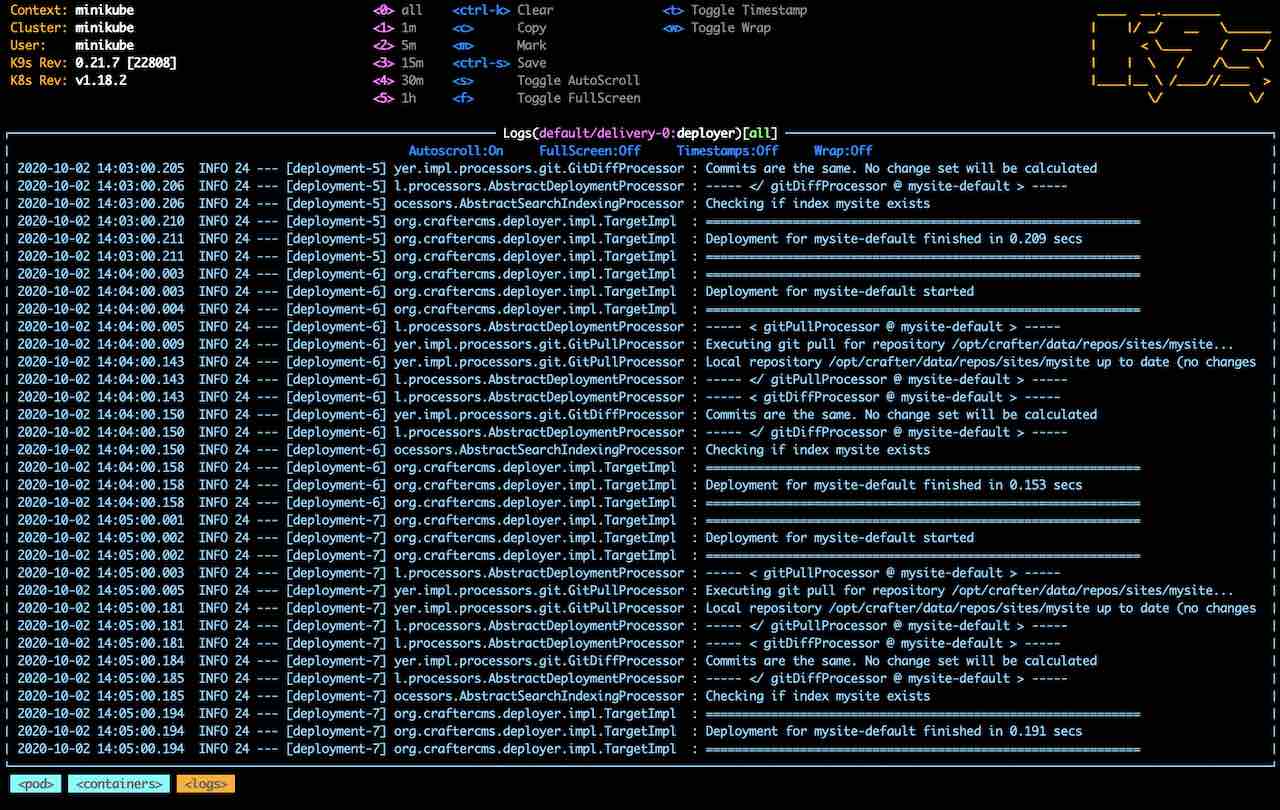 Context: minikube <0> all <ctrl-k> Clear <t> Toggle Timestamp
Cluster: minikube <1> 1m <c> Copy <w> Toggle Wrap
User: minikube <2> 5m <m> Mark
K9s Rev: 0.21.7 [22808] <3> 15m <ctrl-s> Save
K8s Rev: v1.18.2 <4> 30m <s> Toggle AutoScroll
<5> 1h <f> Toggle FullScreen
K9s
Logs(default/delivery-0:deployer)[all]
Autoscroll:On FullScreen:Off Timestamps:Off Wrap:Off
2020-10-02 14:03:00.205 INFO 24 --- [deployment-5] yer.impl.processors.git.GitDiffProcessor : Commits are the same. No change set will be calculated
2020-10-02 14:03:00.206 INFO 24 --- [deployment-5] l.processors.AbstractDeploymentProcessor : ----- </ gitDiffProcessor @ mysite-default > -----
2020-10-02 14:03:00.206 INFO 24 --- [deployment-5] ocessors.AbstractSearchIndexingProcessor : Checking if index mysite exists
2020-10-02 14:03:00.210 INFO 24 --- [deployment-5] org.craftercms.deployer.impl.TargetImpl : ============================================================
2020-10-02 14:03:00.211 INFO 24 --- [deployment-5] org.craftercms.deployer.impl.TargetImpl : Deployment for mysite-default finished in 0.209 secs
2020-10-02 14:03:00.211 INFO 24 --- [deployment-5] org.craftercms.deployer.impl.TargetImpl : ============================================================
2020-10-02 14:04:00.003 INFO 24 --- [deployment-6] org.craftercms.deployer.impl.TargetImpl : ============================================================
2020-10-02 14:04:00.003 INFO 24 --- [deployment-6] org.craftercms.deployer.impl.TargetImpl : Deployment for mysite-default started
2020-10-02 14:04:00.004 INFO 24 --- [deployment-6] org.craftercms.deployer.impl.TargetImpl : ============================================================
2020-10-02 14:04:00.005 INFO 24 --- [deployment-6] l.processors.AbstractDeploymentProcessor : ----- < gitPullProcessor @ mysite-default > -----
2020-10-02 14:04:00.009 INFO 24 --- [deployment-6] yer.impl.processors.git.GitPullProcessor : Executing git pull for repository /opt/crafter/data/repos/sites/mysite...
2020-10-02 14:04:00.143 INFO 24 --- [deployment-6] yer.impl.processors.git.GitPullProcessor : Local repository /opt/crafter/data/repos/sites/mysite up to date (no changes
2020-10-02 14:04:00.143 INFO 24 --- [deployment-6] l.processors.AbstractDeploymentProcessor : ----- </ gitPullProcessor @ mysite-default > -----
2020-10-02 14:04:00.143 INFO 24 --- [deployment-6] l.processors.AbstractDeploymentProcessor : ----- < gitDiffProcessor @ mysite-default > -----
2020-10-02 14:04:00.150 INFO 24 --- [deployment-6] yer.impl.processors.git.GitDiffProcessor : Commits are the same. No change set will be calculated
2020-10-02 14:04:00.150 INFO 24 --- [deployment-6] l.processors.AbstractDeploymentProcessor : ----- </ gitDiffProcessor @ mysite-default > -----
2020-10-02 14:04:00.150 INFO 24 --- [deployment-6] ocessors.AbstractSearchIndexingProcessor : Checking if index mysite exists
2020-10-02 14:04:00.158 INFO 24 --- [deployment-6] org.craftercms.deployer.impl.TargetImpl : ============================================================
2020-10-02 14:04:00.158 INFO 24 --- [deployment-6] org.craftercms.deployer.impl.TargetImpl : Deployment for mysite-default finished in 0.153 secs
2020-10-02 14:04:00.158 INFO 24 --- [deployment-6] org.craftercms.deployer.impl.TargetImpl : ============================================================
2020-10-02 14:05:00.001 INFO 24 --- [deployment-7] org.craftercms.deployer.impl.TargetImpl : ============================================================
2020-10-02 14:05:00.002 INFO 24 --- [deployment-7] org.craftercms.deployer.impl.TargetImpl : Deployment for mysite-default started
2020-10-02 14:05:00.002 INFO 24 --- [deployment-7] org.craftercms.deployer.impl.TargetImpl : ============================================================
2020-10-02 14:05:00.003 INFO 24 --- [deployment-7] l.processors.AbstractDeploymentProcessor : ----- < gitPullProcessor @ mysite-default > -----
2020-10-02 14:05:00.005 INFO 24 --- [deployment-7] yer.impl.processors.git.GitPullProcessor : Executing git pull for repository /opt/crafter/data/repos/sites/mysite...
2020-10-02 14:05:00.181 INFO 24 --- [deployment-7] yer.impl.processors.git.GitPullProcessor : Local repository /opt/crafter/data/repos/sites/mysite up to date (no changes
2020-10-02 14:05:00.181 INFO 24 --- [deployment-7] l.processors.AbstractDeploymentProcessor : ----- </ gitPullProcessor @ mysite-default > -----
2020-10-02 14:05:00.181 INFO 24 --- [deployment-7] l.processors.AbstractDeploymentProcessor : ----- < gitDiffProcessor @ mysite-default > -----
2020-10-02 14:05:00.184 INFO 24 --- [deployment-7] yer.impl.processors.git.GitDiffProcessor : Commits are the same. No change set will be calculated
2020-10-02 14:05:00.185 INFO 24 --- [deployment-7] l.processors.AbstractDeploymentProcessor : ----- </ gitDiffProcessor @ mysite-default > -----
2020-10-02 14:05:00.185 INFO 24 --- [deployment-7] ocessors.AbstractSearchIndexingProcessor : Checking if index mysite exists
2020-10-02 14:05:00.194 INFO 24 --- [deployment-7] org.craftercms.deployer.impl.TargetImpl : ============================================================
2020-10-02 14:05:00.194 INFO 24 --- [deployment-7] org.craftercms.deployer.impl.TargetImpl : Deployment for mysite-default finished in 0.191 secs
2020-10-02 14:05:00.194 INFO 24 --- [deployment-7] org.craftercms.deployer.impl.TargetImpl : ============================================================
<pod> <containers> <logs>